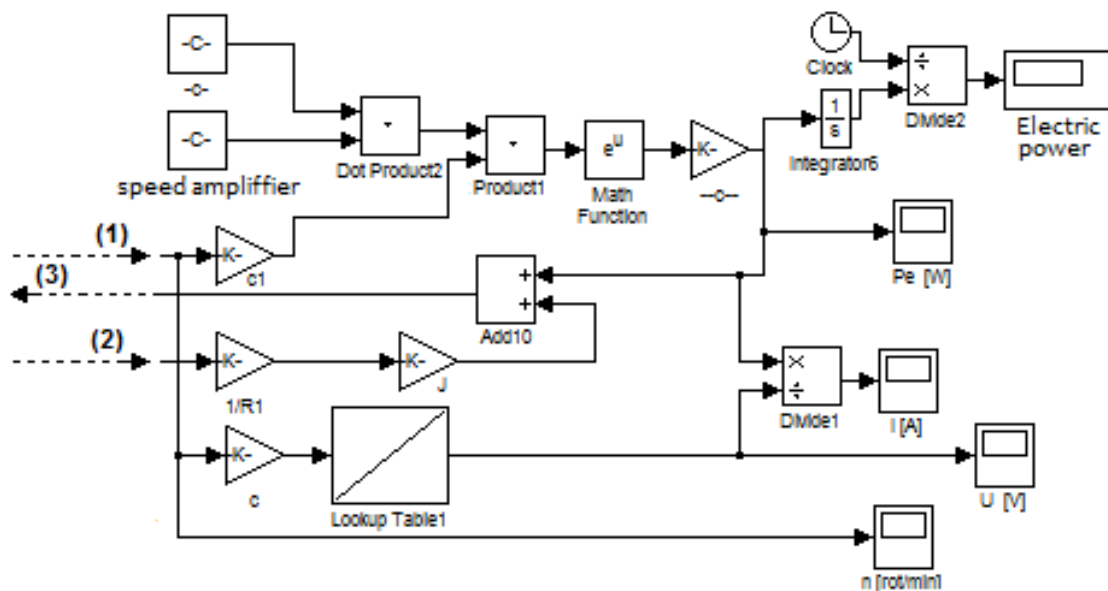 -C-
-c-
-C-
speed ampliffier
Dot Product2
Product1
e^u
Math
Function
K-
--c--
Clock
1
s
Integrator6
÷
×
Divide2
Electric
power
(1)
K-
c1
(3)
+
+
Add10
Pe [W]
(2)
K-
1/R1
K-
J
×
÷
Divide1
I [A]
K-
c
Lookup Table1
U [V]
n [rot/min]